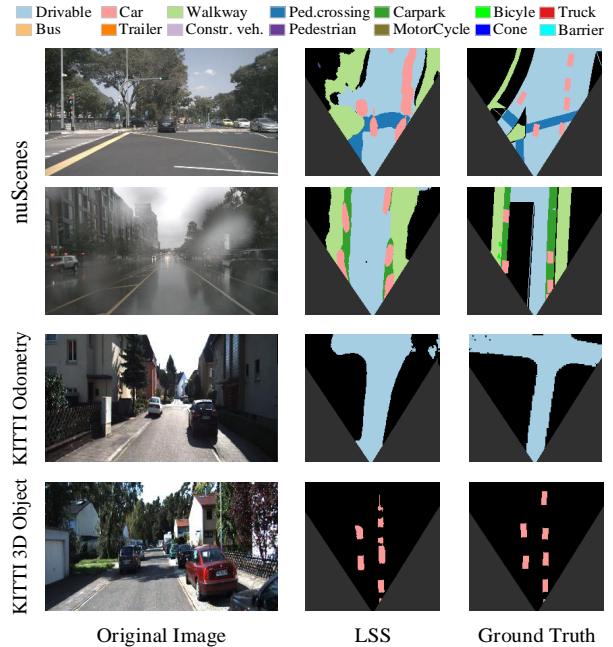 Drivable Car Walkway Ped.crossing Carpark Bicyle Truck
Bus Trailer Constr. veh. Pedestrian MotorCycle Cone Barrier
nuScenes
KITTI Odometry
KITTI 3D Object
Original Image LSS Ground Truth